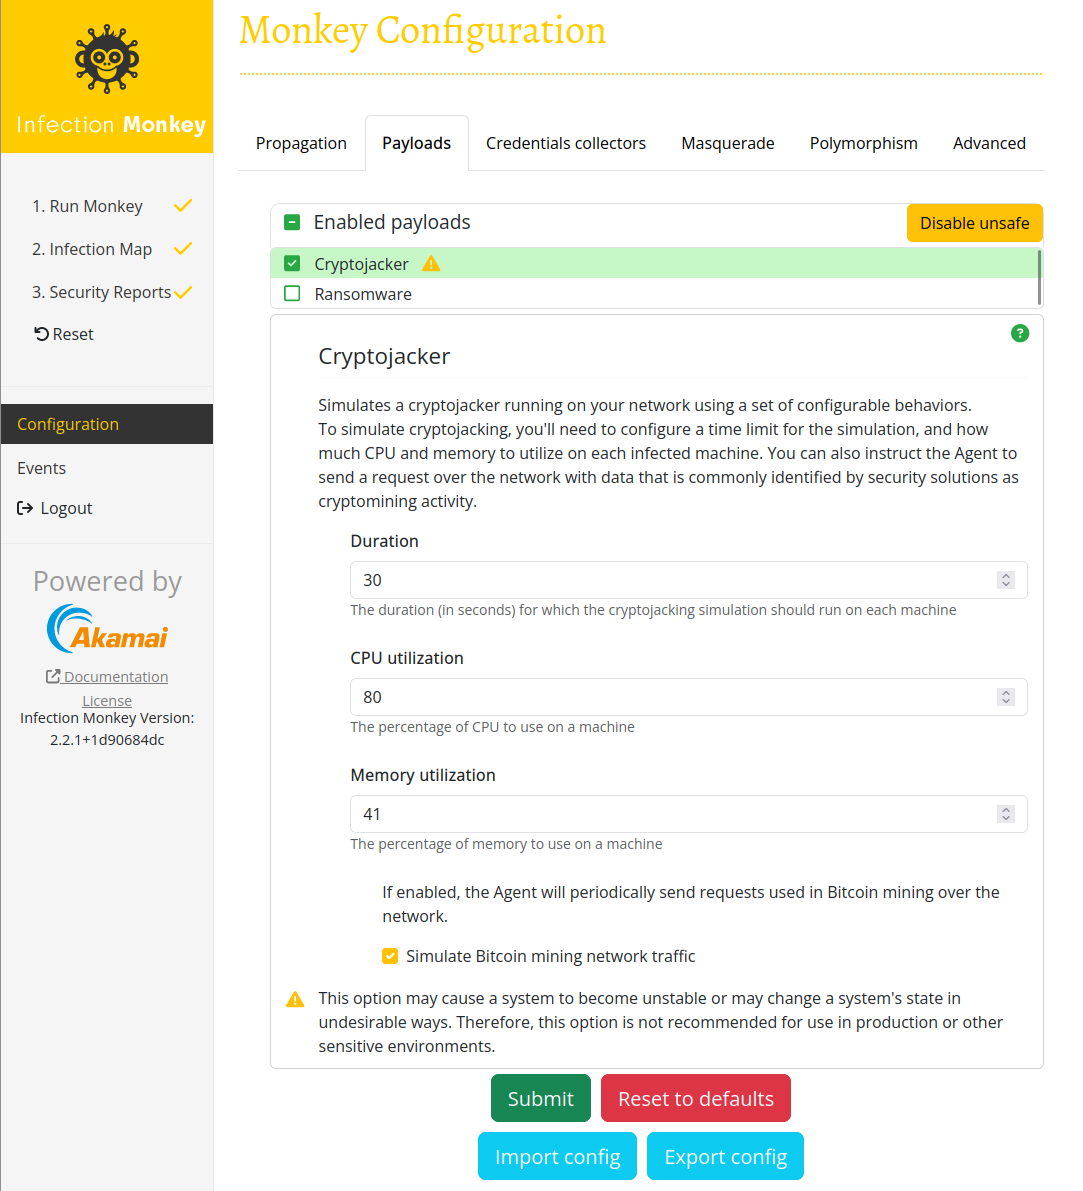 Monkey Configuration
Infection Monkey
1. Run Monkey
2. Infection Map
3. Security Reports
Reset
Configuration
Events
Logout
Powered by
Akamai
Documentation
License
Infection Monkey Version:
2.2.1+1d90684dc
Propagation
Payloads
Credentials collectors
Masquerade
Polymorphism
Advanced
Enabled payloads
Disable unsafe
Cryptojacker
Ransomware
Cryptojacker
Simulates a cryptojacker running on your network using a set of configurable behaviors.
To simulate cryptojacking, you'll need to configure a time limit for the simulation, and how
much CPU and memory to utilize on each infected machine. You can also instruct the Agent to
send a request over the network with data that is commonly identified by security solutions as
cryptomining activity.
Duration
30
The duration (in seconds) for which the cryptojacking simulation should run on each machine
CPU utilization
80
The percentage of CPU to use on a machine
Memory utilization
41
The percentage of memory to use on a machine
If enabled, the Agent will periodically send requests used in Bitcoin mining over the
network.
Simulate Bitcoin mining network traffic
This option may cause a system to become unstable or may change a system's state in
undesirable ways. Therefore, this option is not recommended for use in production or other
sensitive environments.
Submit
Reset to defaults
Import config
Export config